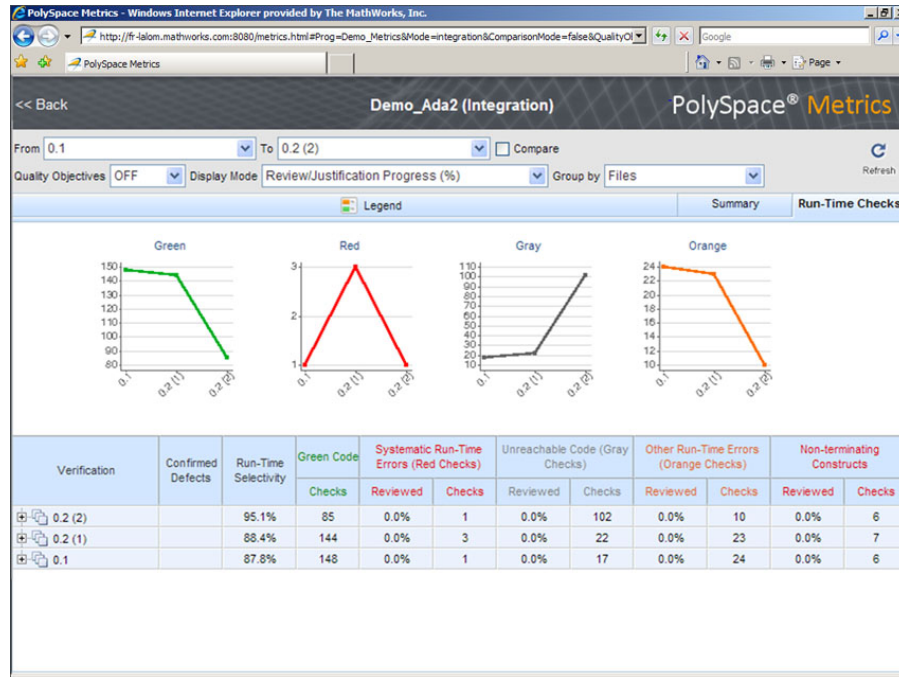 PolySpace Metrics - Windows Internet Explorer provided by The MathWorks, Inc.
http://fr-lalom.mathworks.com:8080/metrics.html#Prog=Demo_Metrics&Mode=integration&ComparisonMode=false&QualityOl
Google
PolySpace Metrics
Page
<< Back
Demo_Ada2 (Integration)
PolySpace® Metrics
From 0.1 To 0.2 (2) Compare
Quality Objectives OFF Display Mode Review/Justification Progress (%) Group by Files Refresh
Legend Summary Run-Time Checks
Green
150
140
130
120
110
100
90
80
0.1 0.2 (1) 0.2 (2)
Red
3
2
1
0.1 0.2 (1) 0.2 (2)
Gray
110
100
90
80
70
60
50
40
30
20
10
0.1 0.2 (1) 0.2 (2)
Orange
24
22
20
18
16
14
12
10
0.1 0.2 (1) 0.2 (2)
Verification
Confirmed Defects
Run-Time Selectivity
Green Code
Systematic Run-Time Errors (Red Checks)
Unreachable Code (Gray Checks)
Other Run-Time Errors (Orange Checks)
Non-terminating Constructs
Checks Reviewed Checks Reviewed Checks Reviewed Checks Reviewed Checks
0.2 (2) 95.1% 85 0.0% 1 0.0% 102 0.0% 10 0.0% 6
0.2 (1) 88.4% 144 0.0% 3 0.0% 22 0.0% 23 0.0% 7
0.1 87.8% 148 0.0% 1 0.0% 17 0.0% 24 0.0% 6